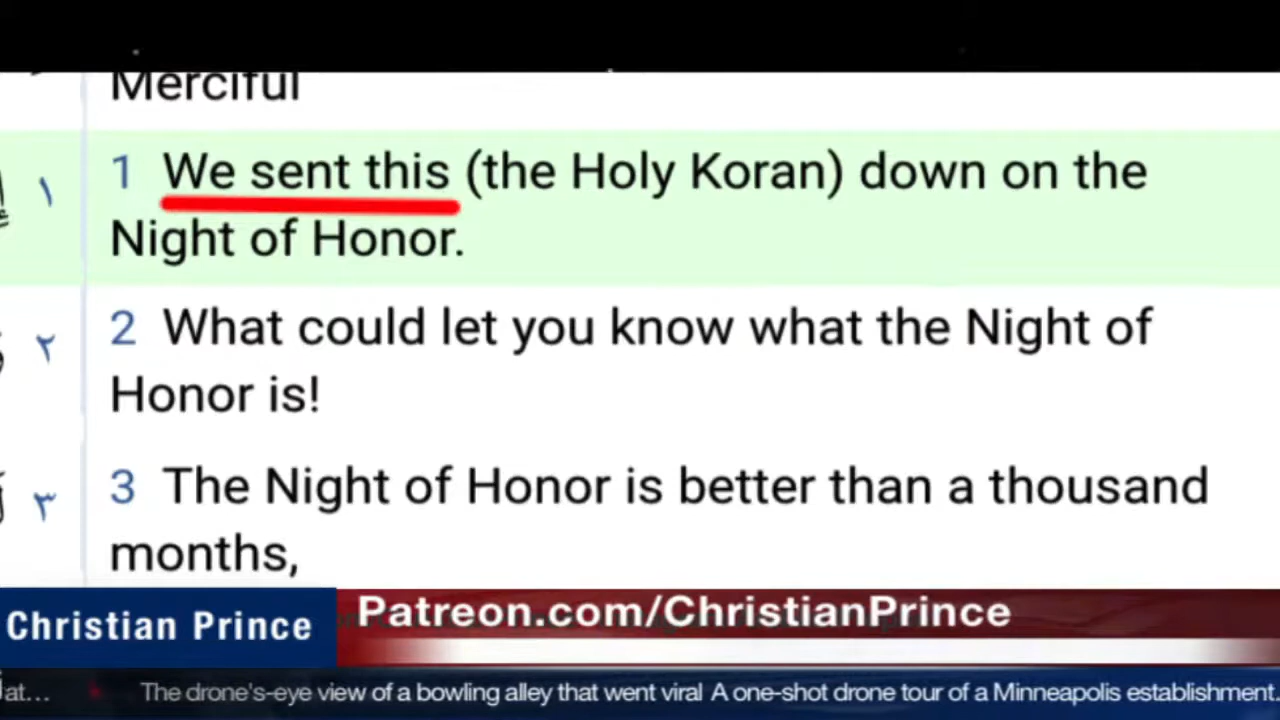 Merciful
١
1 We sent this (the Holy Koran) down on the
Night of Honor.
٢
2 What could let you know what the Night of
Honor is!
٣
3 The Night of Honor is better than a thousand
months,
Christian Prince
Patreon.com/ChristianPrince
at... The drone's-eye view of a bowling alley that went viral A one-shot drone tour of a Minneapolis establishment.